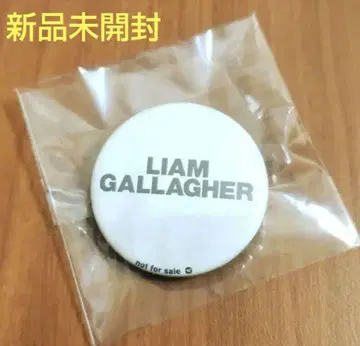 新品未開封
LIAM
GALLAGHER
not for sale